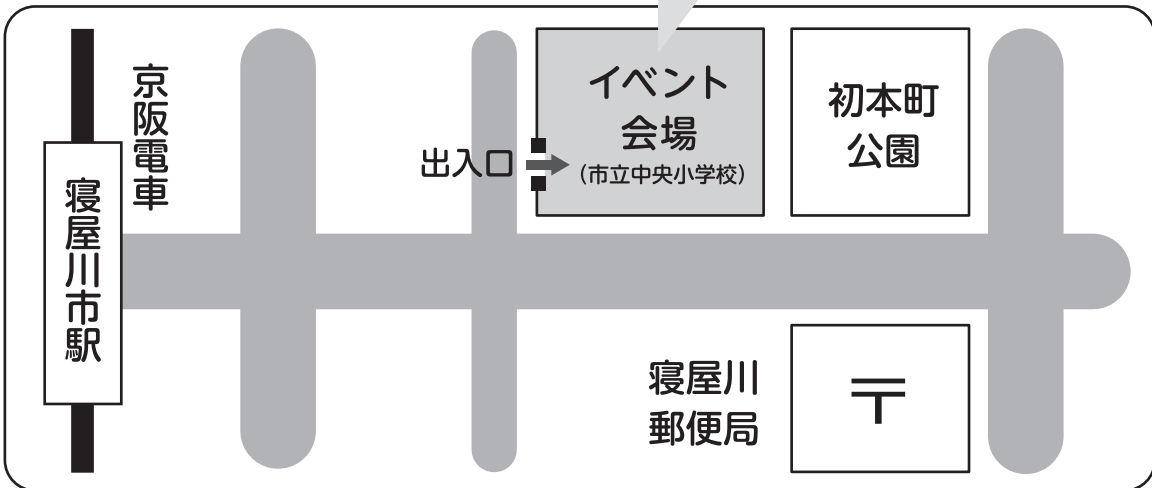 京阪電車
寝屋川市駅
出入口
イベント
会場
(市立中央小学校)
初本町
公園
寝屋川
郵便局
〒